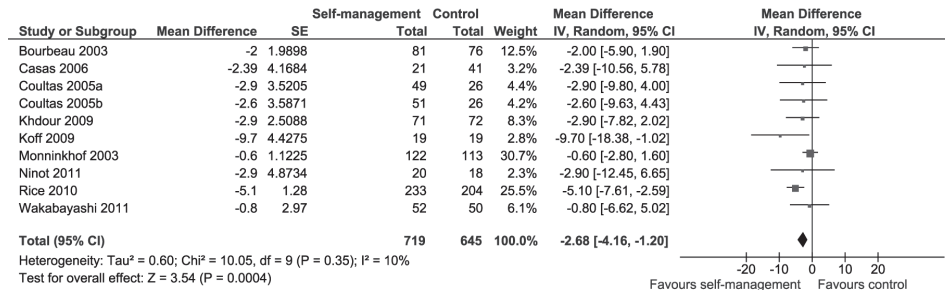 Self-management Control Mean Difference Mean Difference
Study or Subgroup Mean Difference SE Total Total Weight IV, Random, 95% CI IV, Random, 95% CI
Bourbeau 2003 -2 1.9898 81 76 12.5% -2.00 [-5.90, 1.90]
Casas 2006 -2.39 4.1684 21 41 3.2% -2.39 [-10.56, 5.78]
Coultas 2005a -2.9 3.5205 49 26 4.4% -2.90 [-9.80, 4.00]
Coultas 2005b -2.6 3.5871 51 26 4.2% -2.60 [-9.63, 4.43]
Khdour 2009 -2.9 2.5088 71 72 8.3% -2.90 [-7.82, 2.02]
Koff 2009 -9.7 4.4275 19 19 2.8% -9.70 [-18.38, -1.02]
Monninkhof 2003 -0.6 1.1225 122 113 30.7% -0.60 [-2.80, 1.60]
Ninot 2011 -2.9 4.8734 20 18 2.3% -2.90 [-12.45, 6.65]
Rice 2010 -5.1 1.28 233 204 25.5% -5.10 [-7.61, -2.59]
Wakabayashi 2011 -0.8 2.97 52 50 6.1% -0.80 [-6.62, 5.02]
Total (95% CI) 719 645 100.0% -2.68 [-4.16, -1.20]
Heterogeneity: Tau² = 0.60; Chi² = 10.05, df = 9 (P = 0.35); I² = 10%
Test for overall effect: Z = 3.54 (P = 0.0004)
-20 -10 0 10 20
Favours self-management Favours control